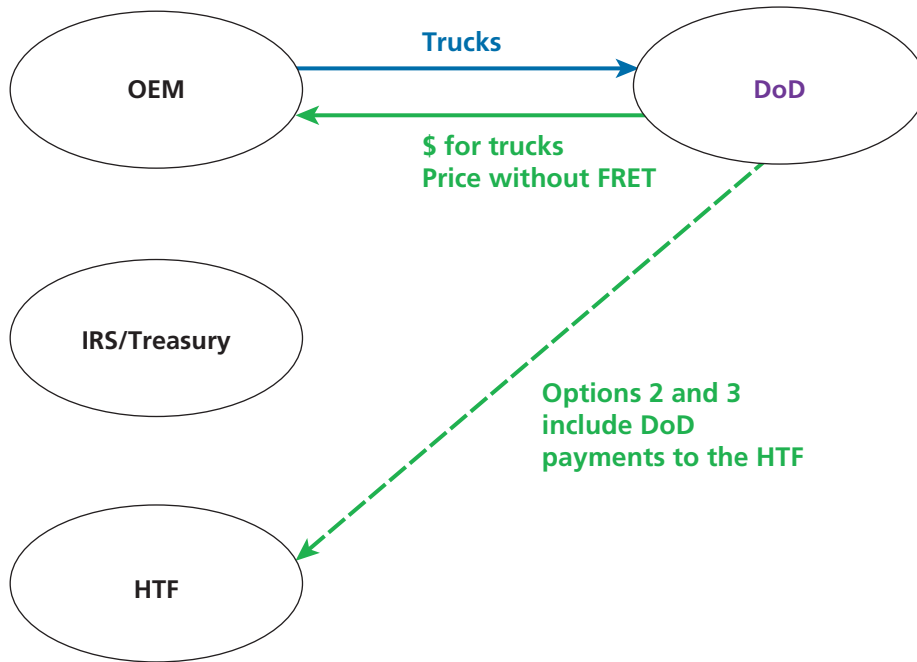 Trucks
OEM
DoD
$ for trucks
Price without FRET
IRS/Treasury
Options 2 and 3
include DoD
payments to the HTF
HTF